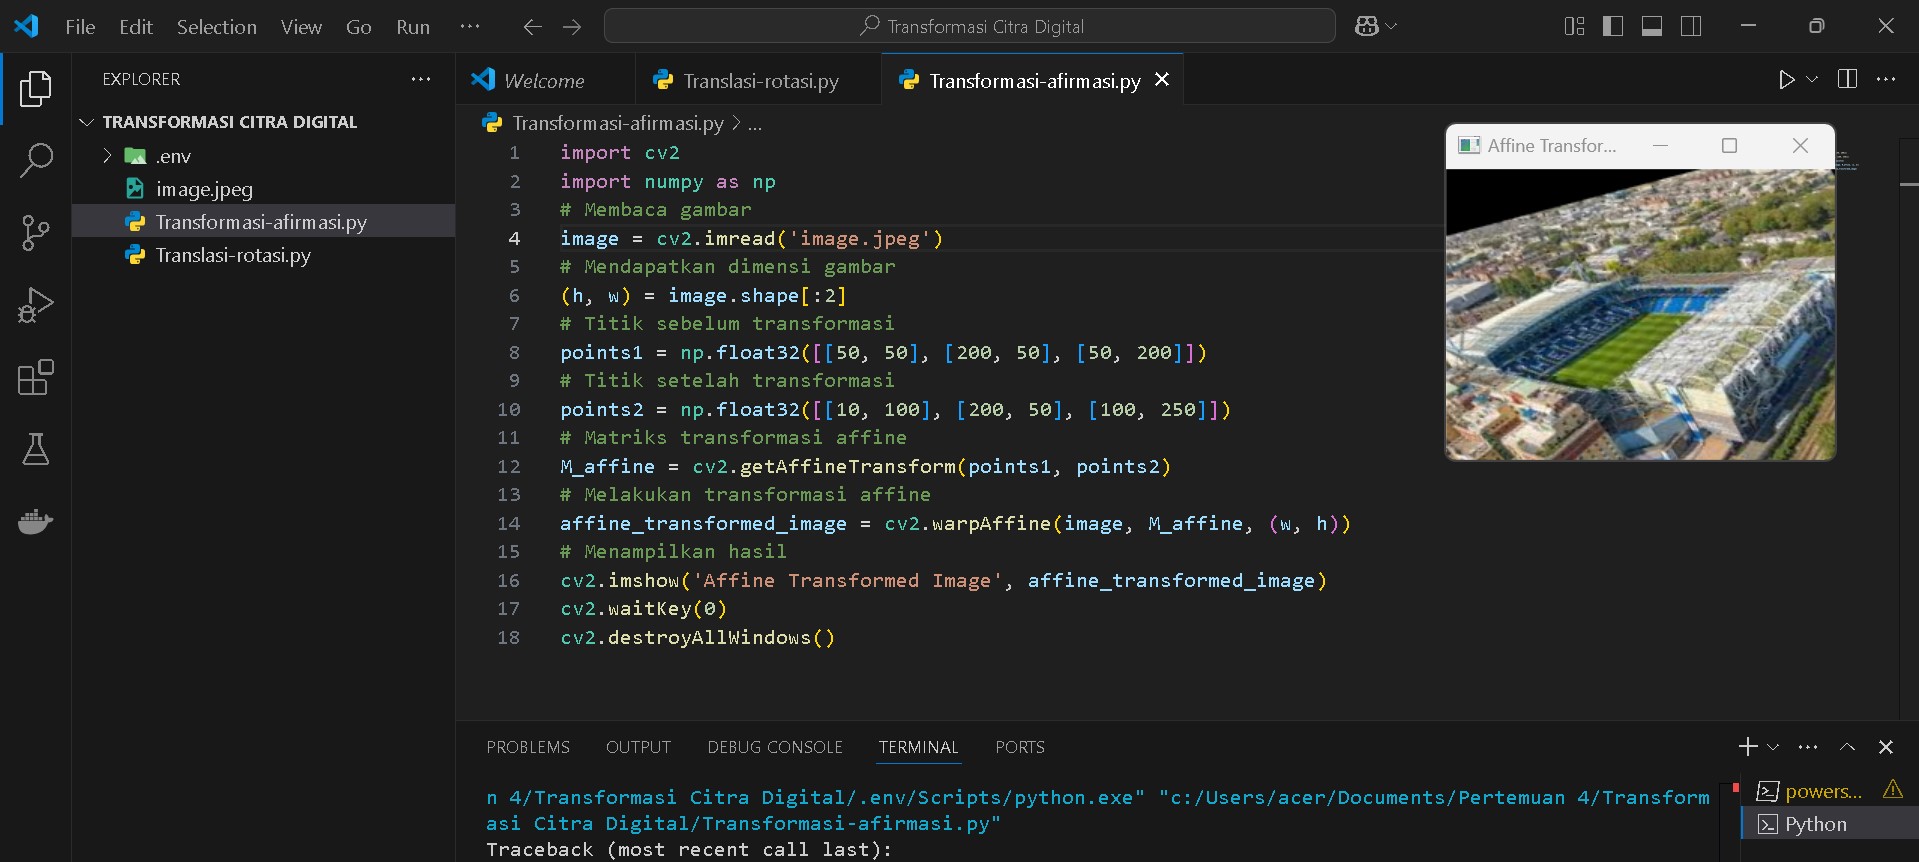 File Edit Selection View Go Run ... Transformasi Citra Digital
EXPLORER
TRANSFORMASI CITRA DIGITAL
.env
image.jpeg
Transformasi-afirmasi.py
Translasi-rotasi.py
Welcome Translasi-rotasi.py Transformasi-afirmasi.py
Transformasi-afirmasi.py > ...
1 import cv2
2 import numpy as np
3 # Membaca gambar
4 image = cv2.imread('image.jpeg')
5 # Mendapatkan dimensi gambar
6 (h, w) = image.shape[:2]
7 # Titik sebelum transformasi
8 points1 = np.float32([[50, 50], [200, 50], [50, 200]])
9 # Titik setelah transformasi
10 points2 = np.float32([[10, 100], [200, 50], [100, 250]])
11 # Matriks transformasi affine
12 M_affine = cv2.getAffineTransform(points1, points2)
13 # Melakukan transformasi affine
14 affine_transformed_image = cv2.warpAffine(image, M_affine, (w, h))
15 # Menampilkan hasil
16 cv2.imshow('Affine Transformed Image', affine_transformed_image)
17 cv2.waitKey(0)
18 cv2.destroyAllWindows()
Affine Transfor...
CHELSEA
PROBLEMS OUTPUT DEBUG CONSOLE TERMINAL PORTS
n 4/Transformasi Citra Digital/.env/Scripts/python.exe" "c:/Users/acer/Documents/Pertemuan 4/Transform
asi Citra Digital/Transformasi-afirmasi.py"
Traceback (most recent call last):
powers...
Python